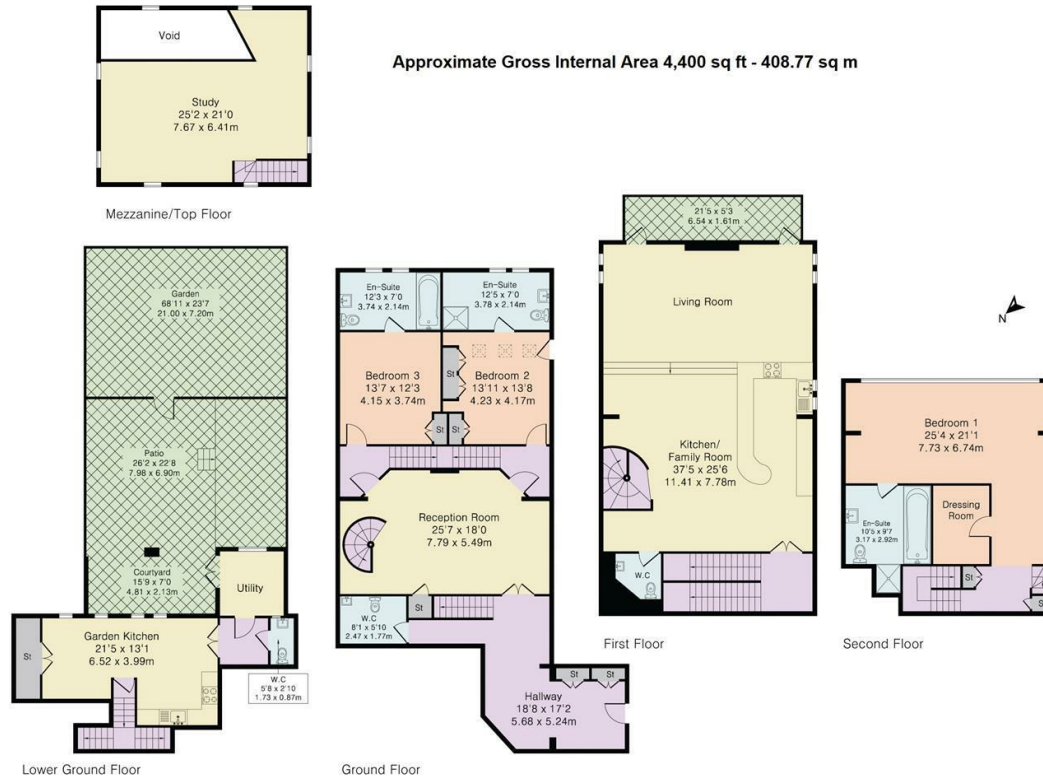 Approximate Gross Internal Area 4,400 sq ft - 408.77 sq m
Void
Study
25'2 x 21'0
7.67 x 6.41m
Mezzanine/Top Floor
Garden
68'11 x 23'7
21.00 x 7.20m
Patio
26'2 x 22'8
7.98 x 6.90m
Courtyard
15'9 x 7'0
4.81 x 2.13m
Utility
Garden Kitchen
21'5 x 13'1
6.52 x 3.99m
St
W.C
5'8 x 2'10
1.73 x 0.87m
Lower Ground Floor
En-Suite
12'3 x 7'0
3.74 x 2.14m
En-Suite
12'5 x 7'0
3.78 x 2.14m
Bedroom 3
13'7 x 12'3
4.15 x 3.74m
St
Bedroom 2
13'11 x 13'8
4.23 x 4.17m
St
St
Reception Room
25'7 x 18'0
7.79 x 5.49m
W.C
8'1 x 5'10
2.47 x 1.77m
St
St
St
Hallway
18'8 x 17'2
5.68 x 5.24m
Ground Floor
21'5 x 5'3
6.54 x 1.61m
Living Room
Kitchen/
Family Room
37'5 x 25'6
11.41 x 7.78m
W.C
First Floor
N
Bedroom 1
25'4 x 21'1
7.73 x 6.74m
En-Suite
10'5 x 9'7
3.17 x 2.92m
Dressing
Room
St
St
Second Floor